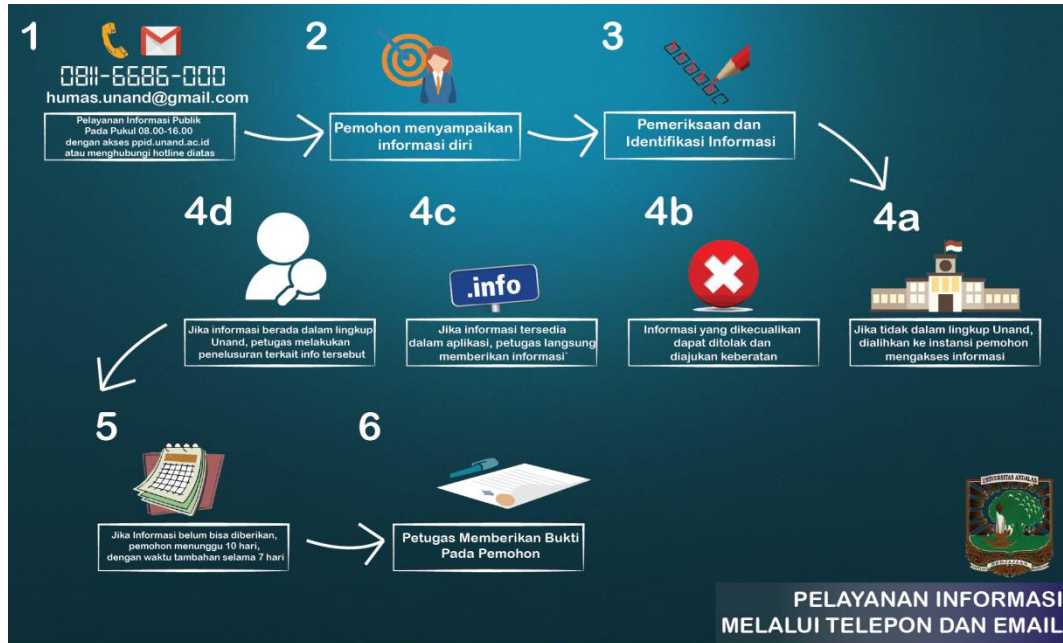 1
0811-6686-000
humas.unand@gmail.com
Pelayanan Informasi Publik
Pada Pukul 08.00-16.00
dengan akses ppid.unand.ac.id
atau menghubungi hotline diatas
2
Pemohon menyampaikan
informasi diri
3
Pemeriksaan dan
Identifikasi Informasi
4a
Jika tidak dalam lingkup Unand,
dialihkan ke instansi pemohon
mengakses informasi
4b
Informasi yang dikecualikan
dapat ditolak dan
diajukan keberatan
4c
.info
Jika informasi tersedia
dalam aplikasi, petugas langsung
memberikan informasi
4d
Jika informasi berada dalam lingkup
Unand, petugas melakukan
penelusuran terkait info tersebut
5
Jika Informasi belum bisa diberikan,
pemohon menunggu 10 hari,
dengan waktu tambahan selama 7 hari
6
Petugas Memberikan Bukti
Pada Pemohon
UNIVERSITAS ANDALAS
KEDJAJAAN
PELAYANAN INFORMASI
MELALUI TELEPON DAN EMAIL